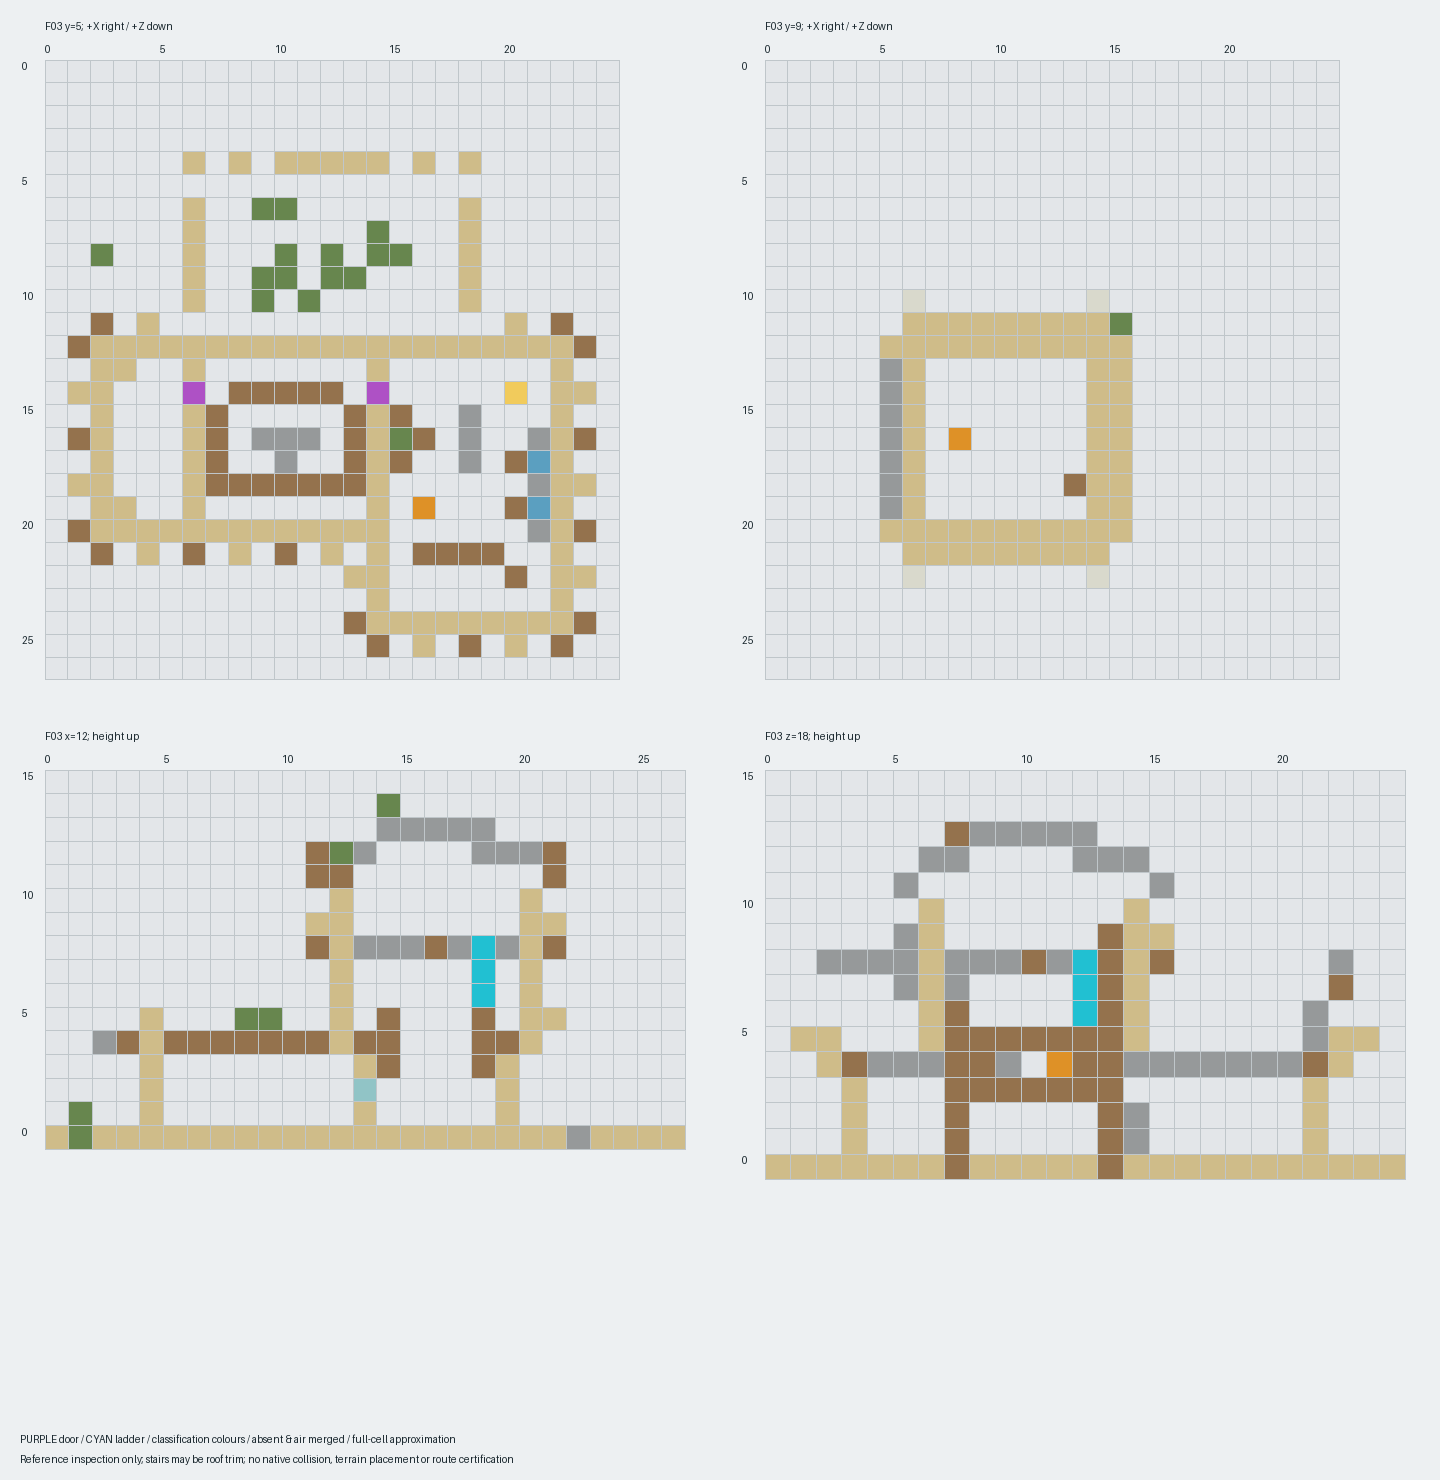 F03 y=5; +X right / +Z down
0 5 10 15 20
0
5
10
15
20
25
F03 y=9; +X right / +Z down
0 5 10 15 20
0
5
10
15
20
25
F03 x=12; height up
0 5 10 15 20 25
15
10
5
0
F03 z=18; height up
0 5 10 15 20
15
10
5
0
PURPLE door / CYAN ladder / classification colours / absent & air merged / full-cell approximation
Reference inspection only; stairs may be roof trim; no native collision, terrain placement or route certification